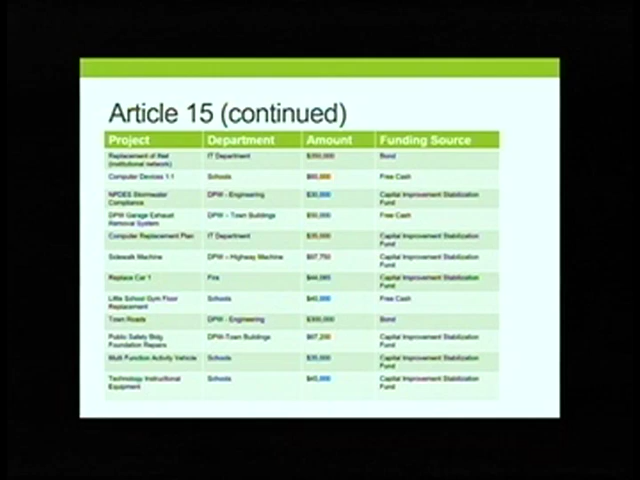 Article 15 (continued)
Project Department Amount Funding Source
Replacement of INet IT Department $350,000 Bond
(institutional network)
Computer Devices 1:1 Schools Free Cash
NPDES Stormwater DPW - Engineering Capital Improvement Stabilization
Compliance Fund
DPW Garage Exhaust DPW – Town Buildings Free Cash
Removal System
Computer Replacement Plan IT Department Capital Improvement Stabilization
Fund
Sidewalk Machine DPW – Highway Machine Capital Improvement Stabilization
Fund
Replace Car 1 Fire Capital Improvement Stabilization
Fund
Little School Gym Floor Schools Free Cash
Replacement
Town Roads DPW - Engineering $300,000 Bond
Public Safety Bldg. DPW-Town Buildings Capital Improvement Stabilization
Foundation Repairs Fund
Multi Function Activity Vehicle Schools Capital Improvement Stabilization
Fund
Technology Instructional Schools Capital Improvement Stabilization
Equipment Fund